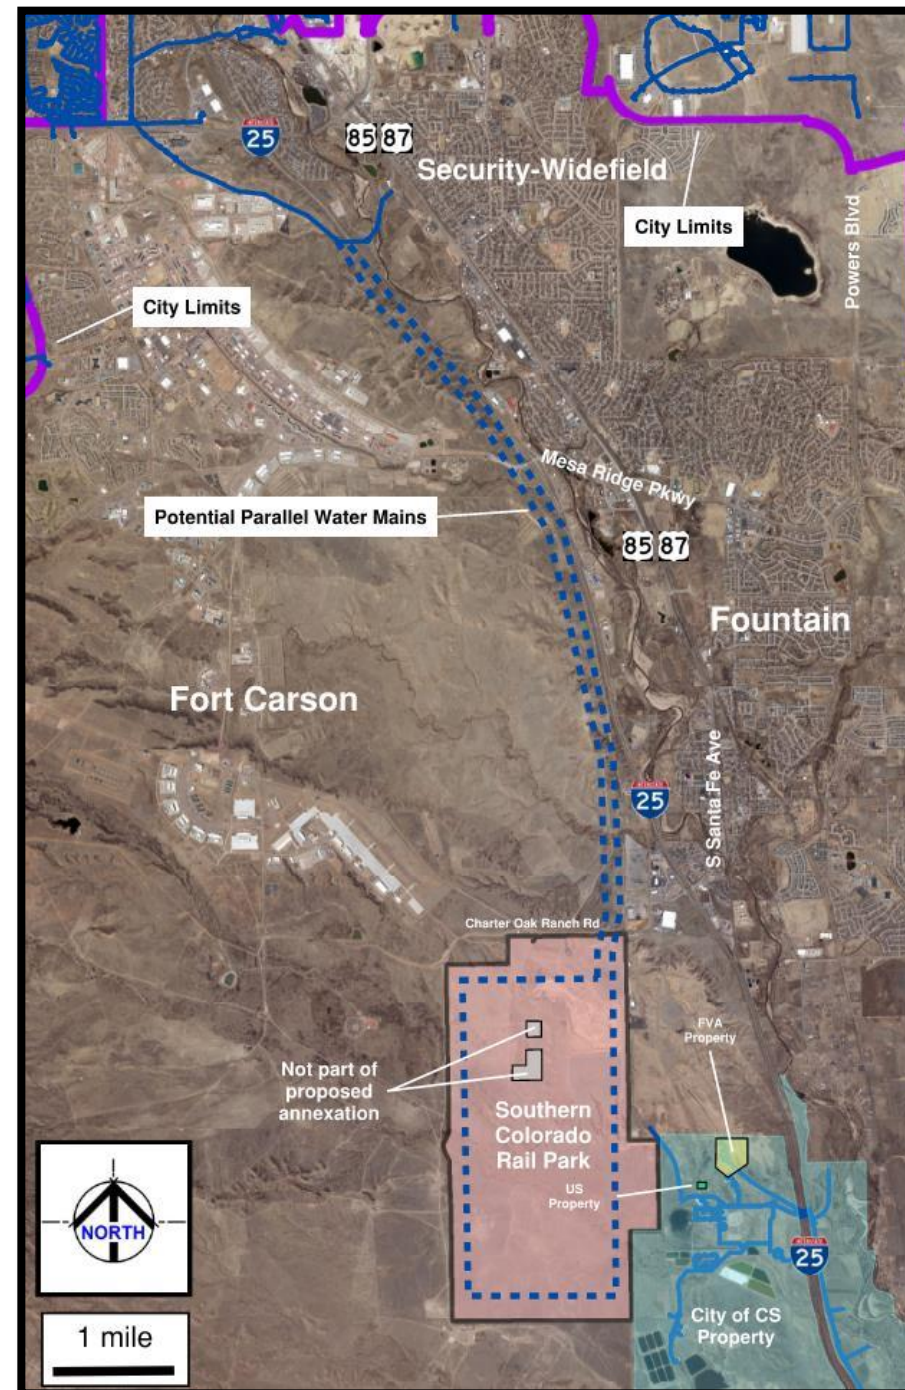 25
85 87
Security-Widefield
City Limits
Powers Blvd
City Limits
Mesa Ridge Pkwy
Potential Parallel Water Mains
85 87
Fountain
Fort Carson
25
S Santa Fe Ave
Charter Oak Ranch Rd
FVA
Property
Not part of
proposed
annexation
Southern
Colorado
Rail Park
US
Property
NORTH
25
City of CS
Property
1 mile